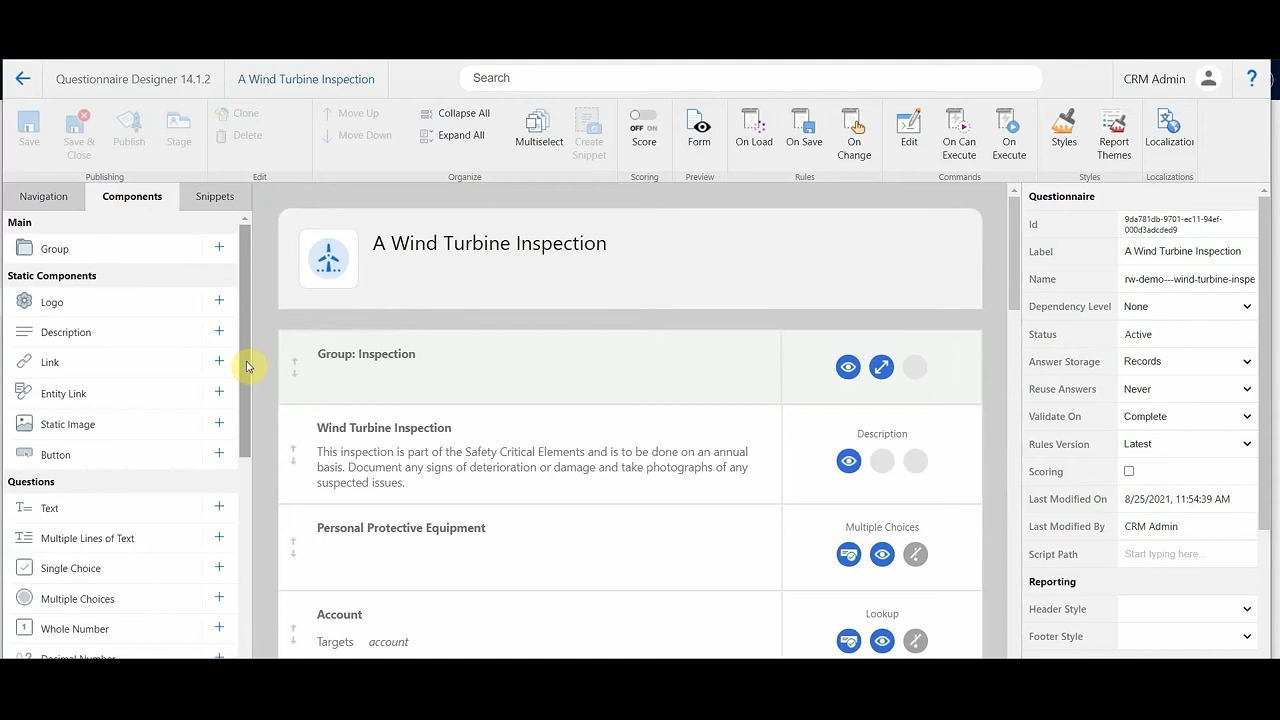 Questionnaire Designer 14.1.2
A Wind Turbine Inspection
Search
CRM Admin
?
Save
Save & Close
Publish
Stage
Publishing
Clone
Delete
Edit
Move Up
Move Down
Collapse All
Expand All
Multiselect
Create Snippet
Organize
OFF ON
Score
Scoring
Form
Preview
On Load
On Save
On Change
Rules
Edit
On Can Execute
On Execute
Commands
Styles
Report Themes
Styles
Localization
Localizations
Navigation
Components
Snippets
Main
Group
Static Components
Logo
Description
Link
Entity Link
Static Image
Button
Questions
Text
Multiple Lines of Text
Single Choice
Multiple Choices
1
Whole Number
A Wind Turbine Inspection
Group: Inspection
Wind Turbine Inspection
This inspection is part of the Safety Critical Elements and is to be done on an annual
basis. Document any signs of deterioration or damage and take photographs of any
suspected issues.
Description
Personal Protective Equipment
Multiple Choices
Account
Targets account
Lookup
Questionnaire
Id
9da781db-9701-ec11-94ef-
000d3adcded9
Label
A Wind Turbine Inspection
Name
rw-demo---wind-turbine-inspe
Dependency Level
None
Status
Active
Answer Storage
Records
Reuse Answers
Never
Validate On
Complete
Rules Version
Latest
Scoring
Last Modified On
8/25/2021, 11:54:39 AM
Last Modified By
CRM Admin
Script Path
Start typing here...
Reporting
Header Style
Footer Style